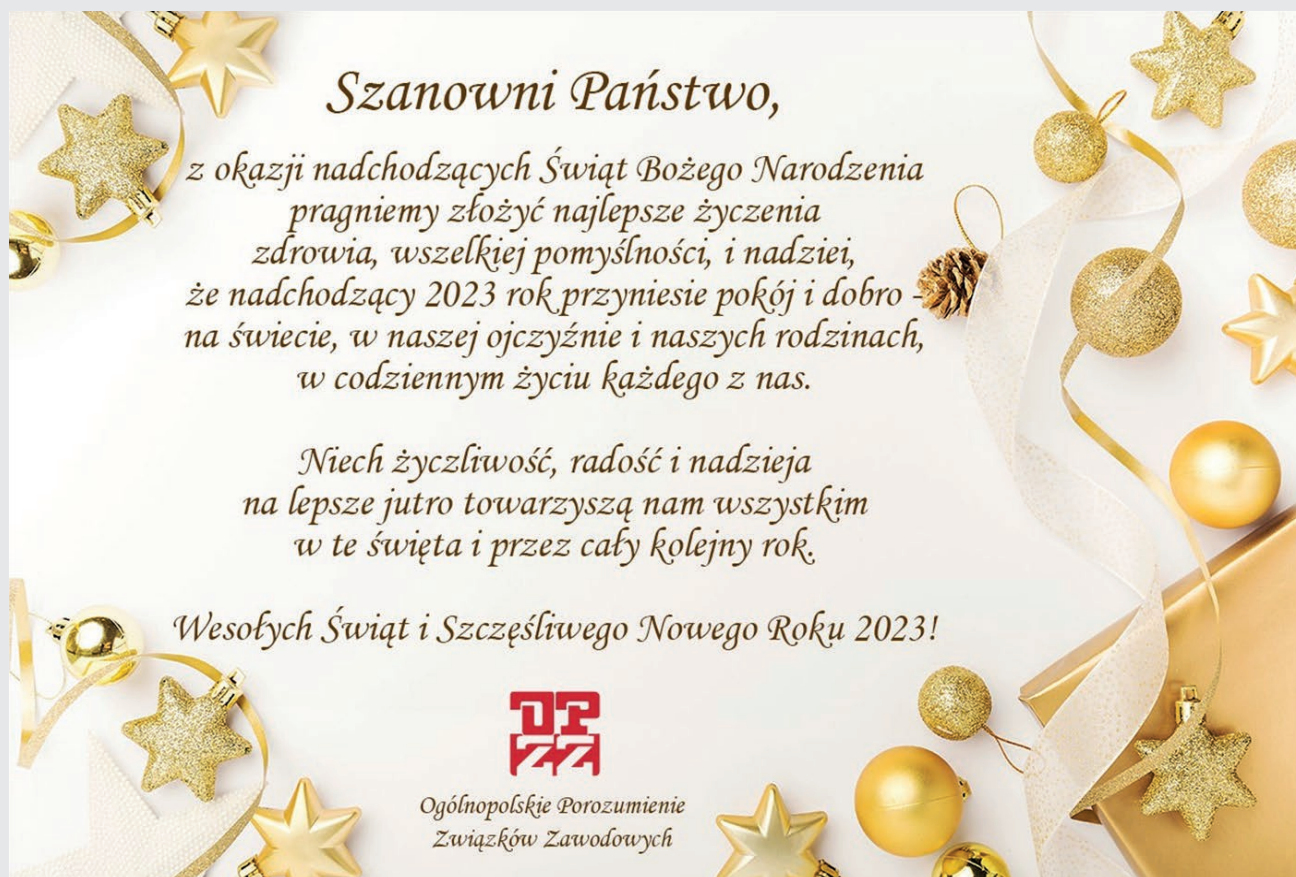 Szanowni Państwo,
z okazji nadchodzących Świąt Bożego Narodzenia
pragniemy złożyć najlepsze życzenia
zdrowia, wszelkiej pomyślności, i nadziei,
że nadchodzący 2023 rok przyniesie pokój i dobro -
na świecie, w naszej ojczyźnie i naszych rodzinach,
w codziennym życiu każdego z nas.
Niech życzliwość, radość i nadzieja
na lepsze jutro towarzyszą nam wszystkim
w te święta i przez cały kolejny rok.
Wesołych Świąt i Szczęśliwego Nowego Roku 2023!
OP
ZZ
Ogólnopolskie Porozumienie
Związków Zawodowych